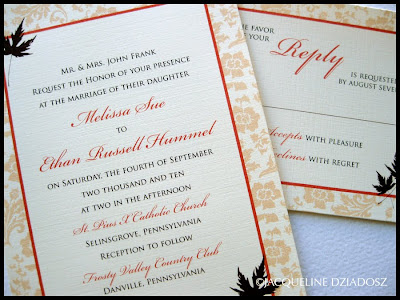 Mr. & Mrs. John Frank
Request the Honor of your presence
at the marriage of their daughter
Melissa Sue
to
Ethan Russell Hummel
on Saturday, the Fourth of September
two thousand and ten
at two in the afternoon
St. Pius X Catholic Church
Selinsgrove, Pennsylvania
reception to follow
Frosty Valley Country Club
Danville, Pennsylvania
he favor
f your
Reply
is requested
by August Seve
Accepts with pleasure
Declines with regret
©Jacqueline Dziadosz